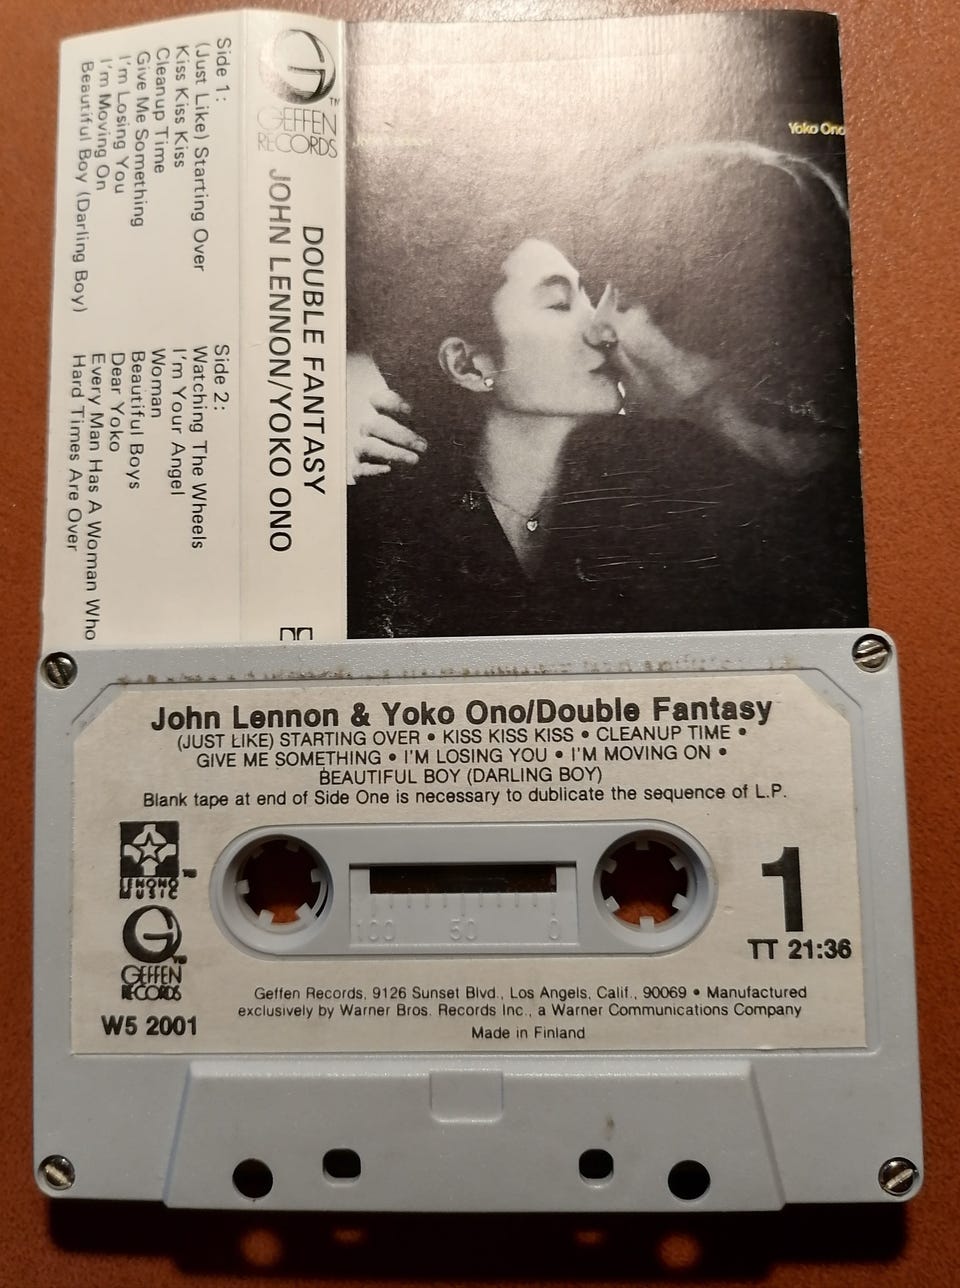 Side 1:
(Just Like) Starting Over
Kiss Kiss Kiss
Cleanup Time
Give Me Something
I'm Losing You
I'm Moving On
Beautiful Boy (Darling Boy)
Side 2:
Watching The Wheels
I'm Your Angel
Woman
Beautiful Boys
Dear Yoko
Every Man Has A Woman Who
Hard Times Are Over
G TM
GEFFEN
RECORDS
DOUBLE FANTASY
JOHN LENNON/YOKO ONO
Yoko Ono
John Lennon & Yoko Ono/Double Fantasy
(JUST LIKE) STARTING OVER • KISS KISS KISS • CLEANUP TIME •
GIVE ME SOMETHING • I'M LOSING YOU • I'M MOVING ON •
BEAUTIFUL BOY (DARLING BOY)
Blank tape at end of Side One is necessary to dublicate the sequence of L.P.
TM
LENONO
MUSIC
G TM
GEFFEN
RECORDS
W5 2001
100 50 0
1
TT 21:36
Geffen Records, 9126 Sunset Blvd., Los Angels, Calif., 90069 • Manufactured
exclusively by Warner Bros. Records Inc., a Warner Communications Company
Made in Finland